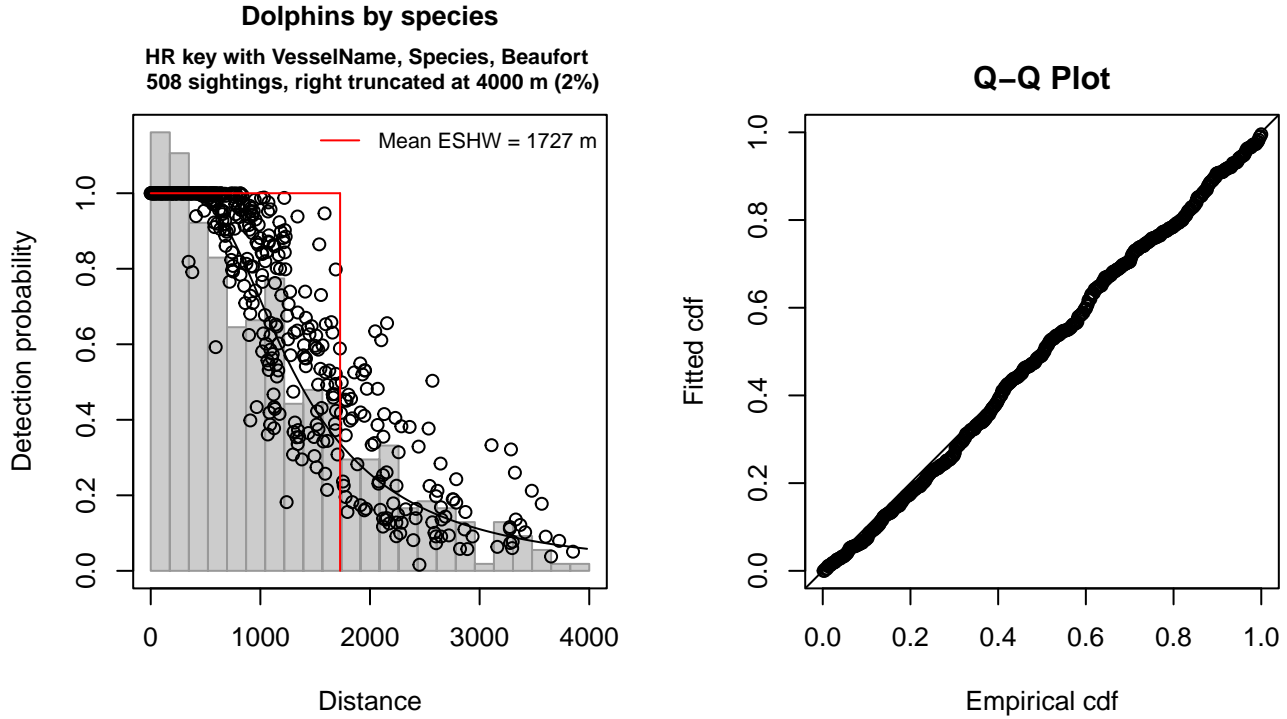 Dolphins by species
HR key with VesselName, Species, Beaufort
508 sightings, right truncated at 4000 m (2%)
Mean ESHW = 1727 m
Detection probability
1.0
0.8
0.6
0.4
0.2
0.0
0 1000 2000 3000 4000
Distance
Q−Q Plot
Fitted cdf
1.0
0.8
0.6
0.4
0.2
0.0
0.0 0.2 0.4 0.6 0.8 1.0
Empirical cdf